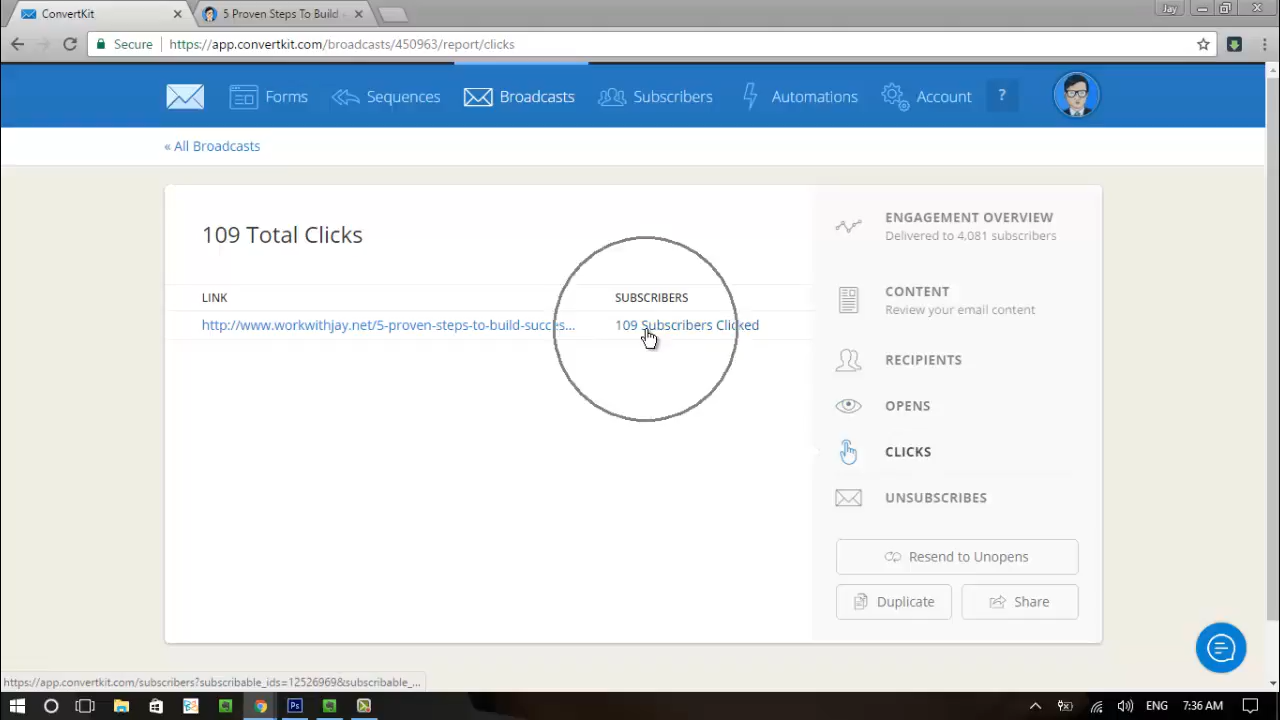 ConvertKit
5 Proven Steps To Build
Jay
Secure
https://app.convertkit.com/broadcasts/450963/report/clicks
Forms
Sequences
Broadcasts
Subscribers
Automations
Account
?
« All Broadcasts
109 Total Clicks
LINK
SUBSCRIBERS
http://www.workwithjay.net/5-proven-steps-to-build-succes...
109 Subscribers Clicked
ENGAGEMENT OVERVIEW
Delivered to 4,081 subscribers
CONTENT
Review your email content
RECIPIENTS
OPENS
CLICKS
UNSUBSCRIBES
Resend to Unopens
Duplicate
Share
https://app.convertkit.com/subscribers?subscribable_ids=12526969&subscribable_...
ENG
7:36 AM